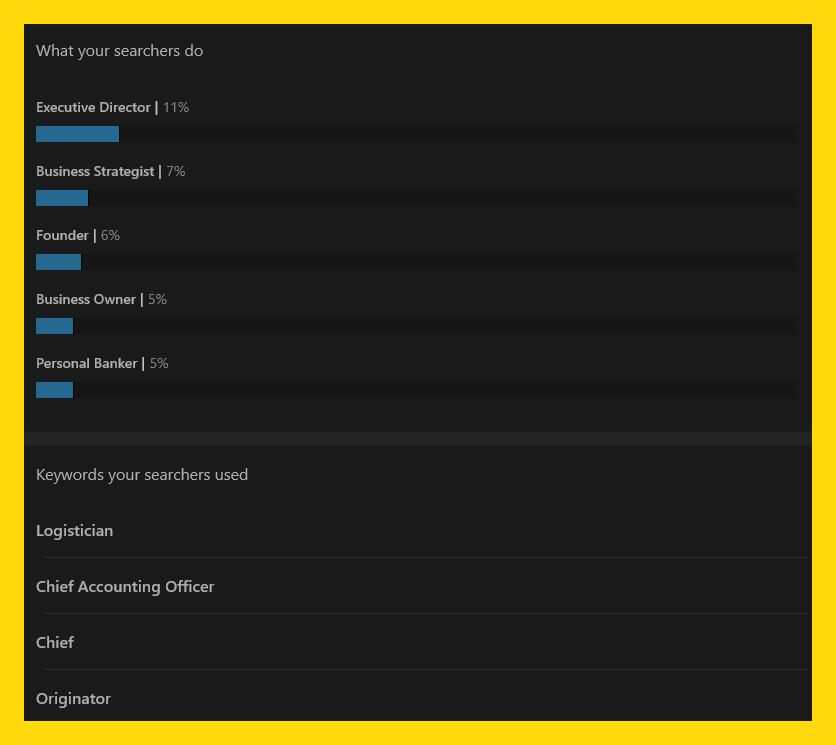 What your searchers do
Executive Director | 11%
Business Strategist | 7%
Founder | 6%
Business Owner | 5%
Personal Banker | 5%
Keywords your searchers used
Logistician
Chief Accounting Officer
Chief
Originator